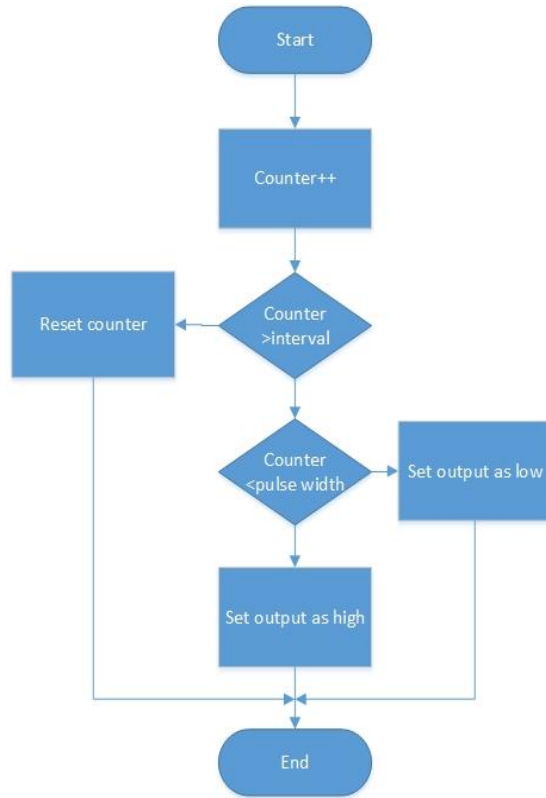 Start
Counter++
Counter
>interval
Reset counter
Counter
<pulse width
Set output as low
Set output as high
End